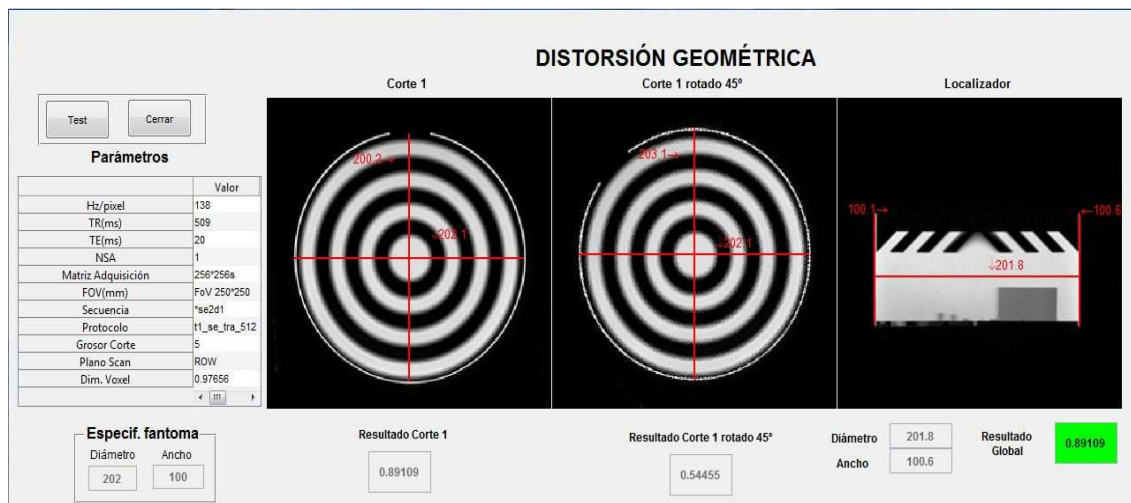 DISTORSIÓN GEOMÉTRICA
Corte 1
Corte 1 rotado 45º
Localizador
Test
Cerrar
Parámetros
Valor
Hz/pixel 138
TR(ms) 509
TE(ms) 20
NSA 1
Matriz Adquisición 256*256s
FOV(mm) FoV 250*250
Secuencia *se2d1
Protocolo t1_se_tra_512
Grosor Corte 5
Plano Scan ROW
Dim. Voxel 0.97656
200.2→
↓202.1
203.1→
↓202.1
100.1→
←100.6
↓201.8
Especif. fantoma
Diámetro Ancho
202 100
Resultado Corte 1
0.89109
Resultado Corte 1 rotado 45º
0.54455
Diámetro 201.8
Ancho 100.6
Resultado
Global
0.89109